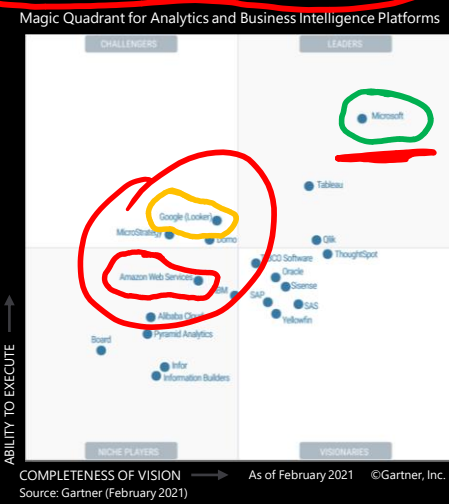 Magic Quadrant for Analytics and Business Intelligence Platforms
CHALLENGERS
LEADERS
Microsoft
Tableau
Google (Looker)
MicroStrategy
Domo
Qlik
ThoughtSpot
TIBCO Software
Amazon Web Services
Oracle
Sisense
IBM
SAP
SAS
Alibaba Cloud
Yellowfin
Pyramid Analytics
Board
Infor
Information Builders
ABILITY TO EXECUTE
NICHE PLAYERS
VISIONARIES
COMPLETENESS OF VISION
As of February 2021 ©Gartner, Inc.
Source: Gartner (February 2021)